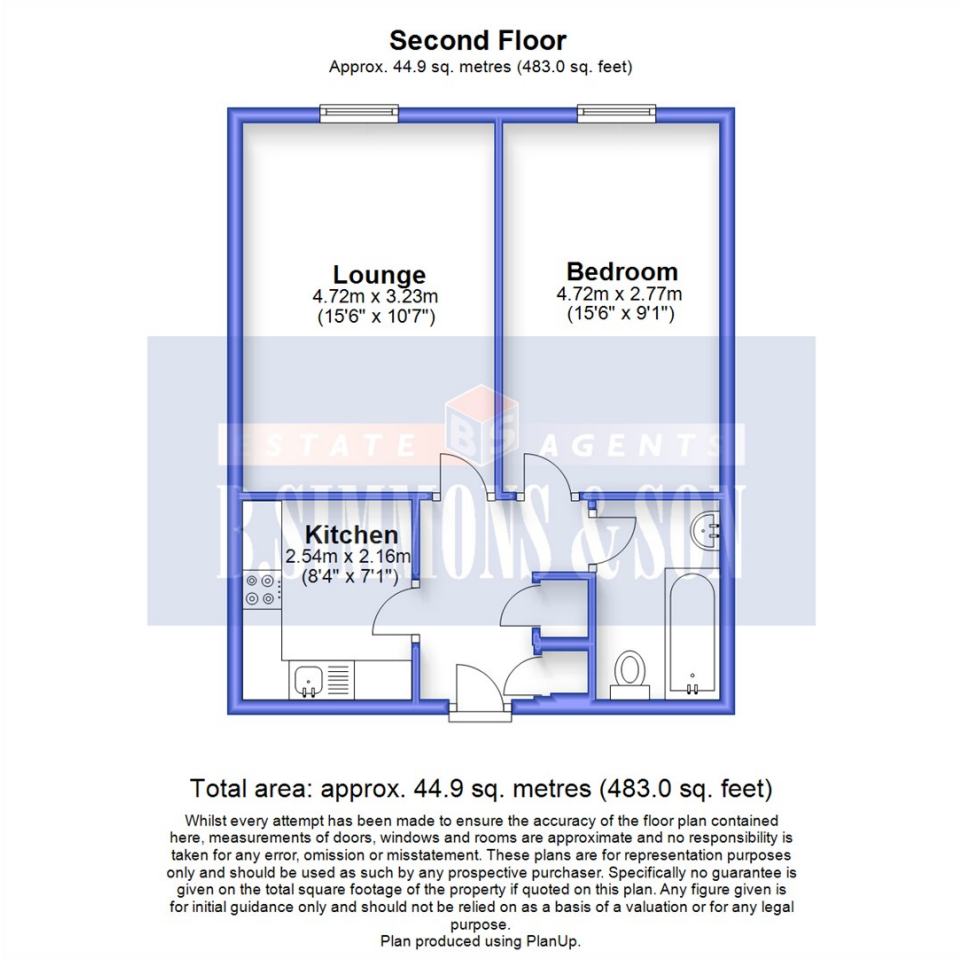 Second Floor
Approx. 44.9 sq. metres (483.0 sq. feet)
Lounge
4.72m x 3.23m
(15'6" x 10'7")
Bedroom
4.72m x 2.77m
(15'6" x 9'1")
ESTATE BS AGENTS
B.SIMMONS & SON
Kitchen
2.54m x 2.16m
(8'4" x 7'1")
Total area: approx. 44.9 sq. metres (483.0 sq. feet)
Whilst every attempt has been made to ensure the accuracy of the floor plan contained
here, measurements of doors, windows and rooms are approximate and no responsibility is
taken for any error, omission or misstatement. These plans are for representation purposes
only and should be used as such by any prospective purchaser. Specifically no guarantee is
given on the total square footage of the property if quoted on this plan. Any figure given is
for initial guidance only and should not be relied on as a basis of a valuation or for any legal
purpose.
Plan produced using PlanUp.